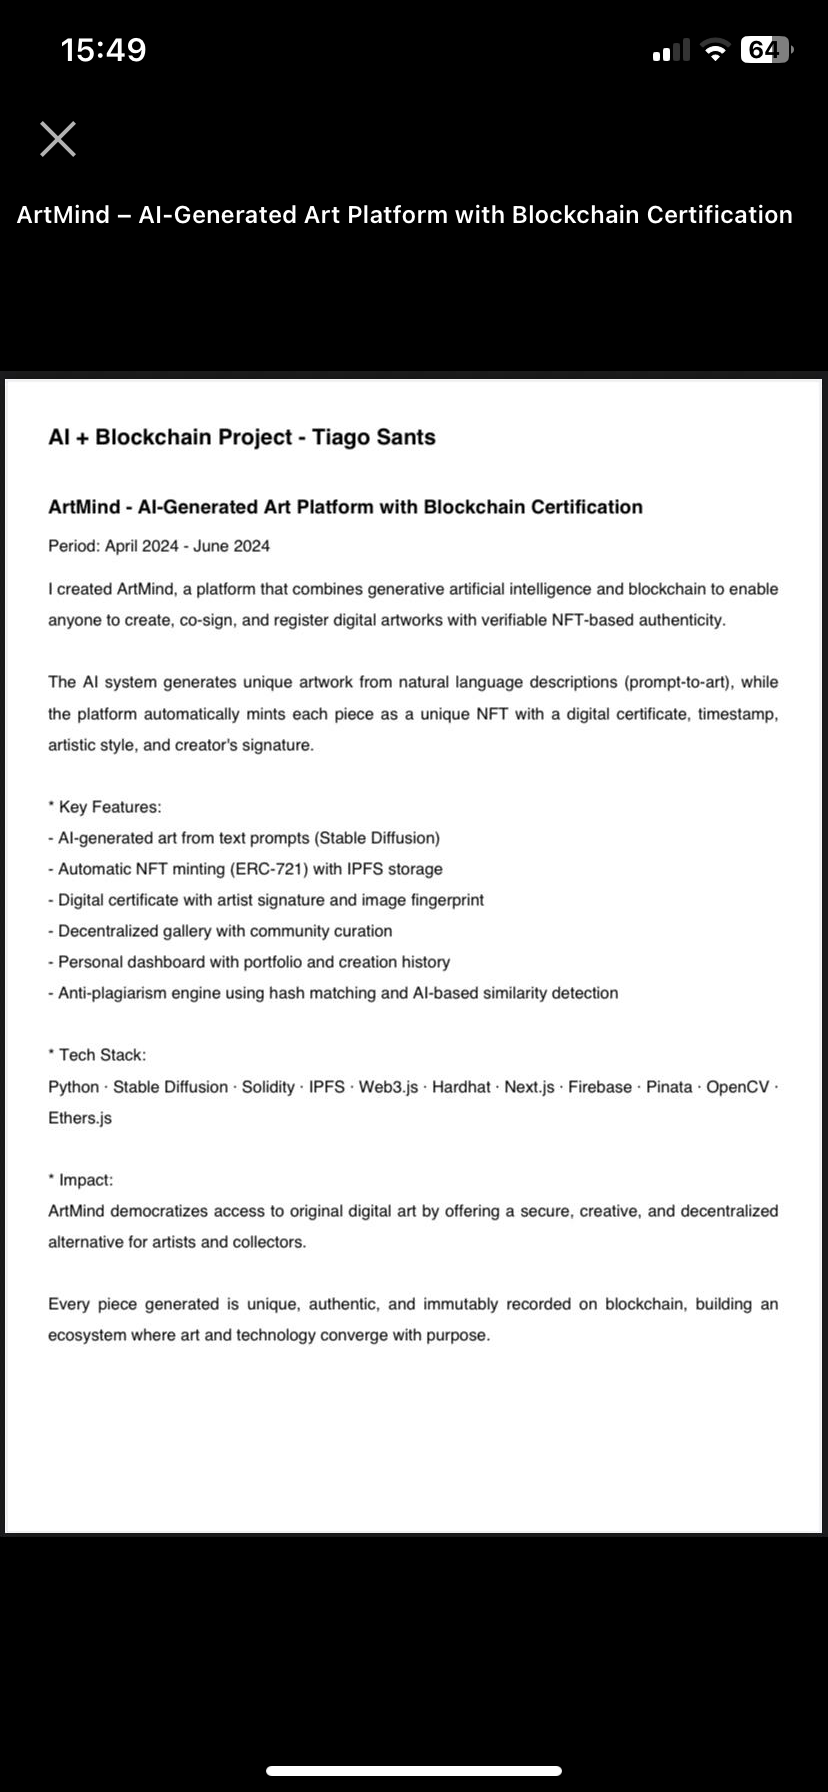 15:49
64
ArtMind – AI-Generated Art Platform with Blockchain Certification
AI + Blockchain Project - Tiago Sants
ArtMind - AI-Generated Art Platform with Blockchain Certification
Period: April 2024 - June 2024
I created ArtMind, a platform that combines generative artificial intelligence and blockchain to enable
anyone to create, co-sign, and register digital artworks with verifiable NFT-based authenticity.
The AI system generates unique artwork from natural language descriptions (prompt-to-art), while
the platform automatically mints each piece as a unique NFT with a digital certificate, timestamp,
artistic style, and creator's signature.
* Key Features:
- AI-generated art from text prompts (Stable Diffusion)
- Automatic NFT minting (ERC-721) with IPFS storage
- Digital certificate with artist signature and image fingerprint
- Decentralized gallery with community curation
- Personal dashboard with portfolio and creation history
- Anti-plagiarism engine using hash matching and AI-based similarity detection
* Tech Stack:
Python · Stable Diffusion · Solidity · IPFS · Web3.js · Hardhat · Next.js · Firebase · Pinata · OpenCV ·
Ethers.js
* Impact:
ArtMind democratizes access to original digital art by offering a secure, creative, and decentralized
alternative for artists and collectors.
Every piece generated is unique, authentic, and immutably recorded on blockchain, building an
ecosystem where art and technology converge with purpose.